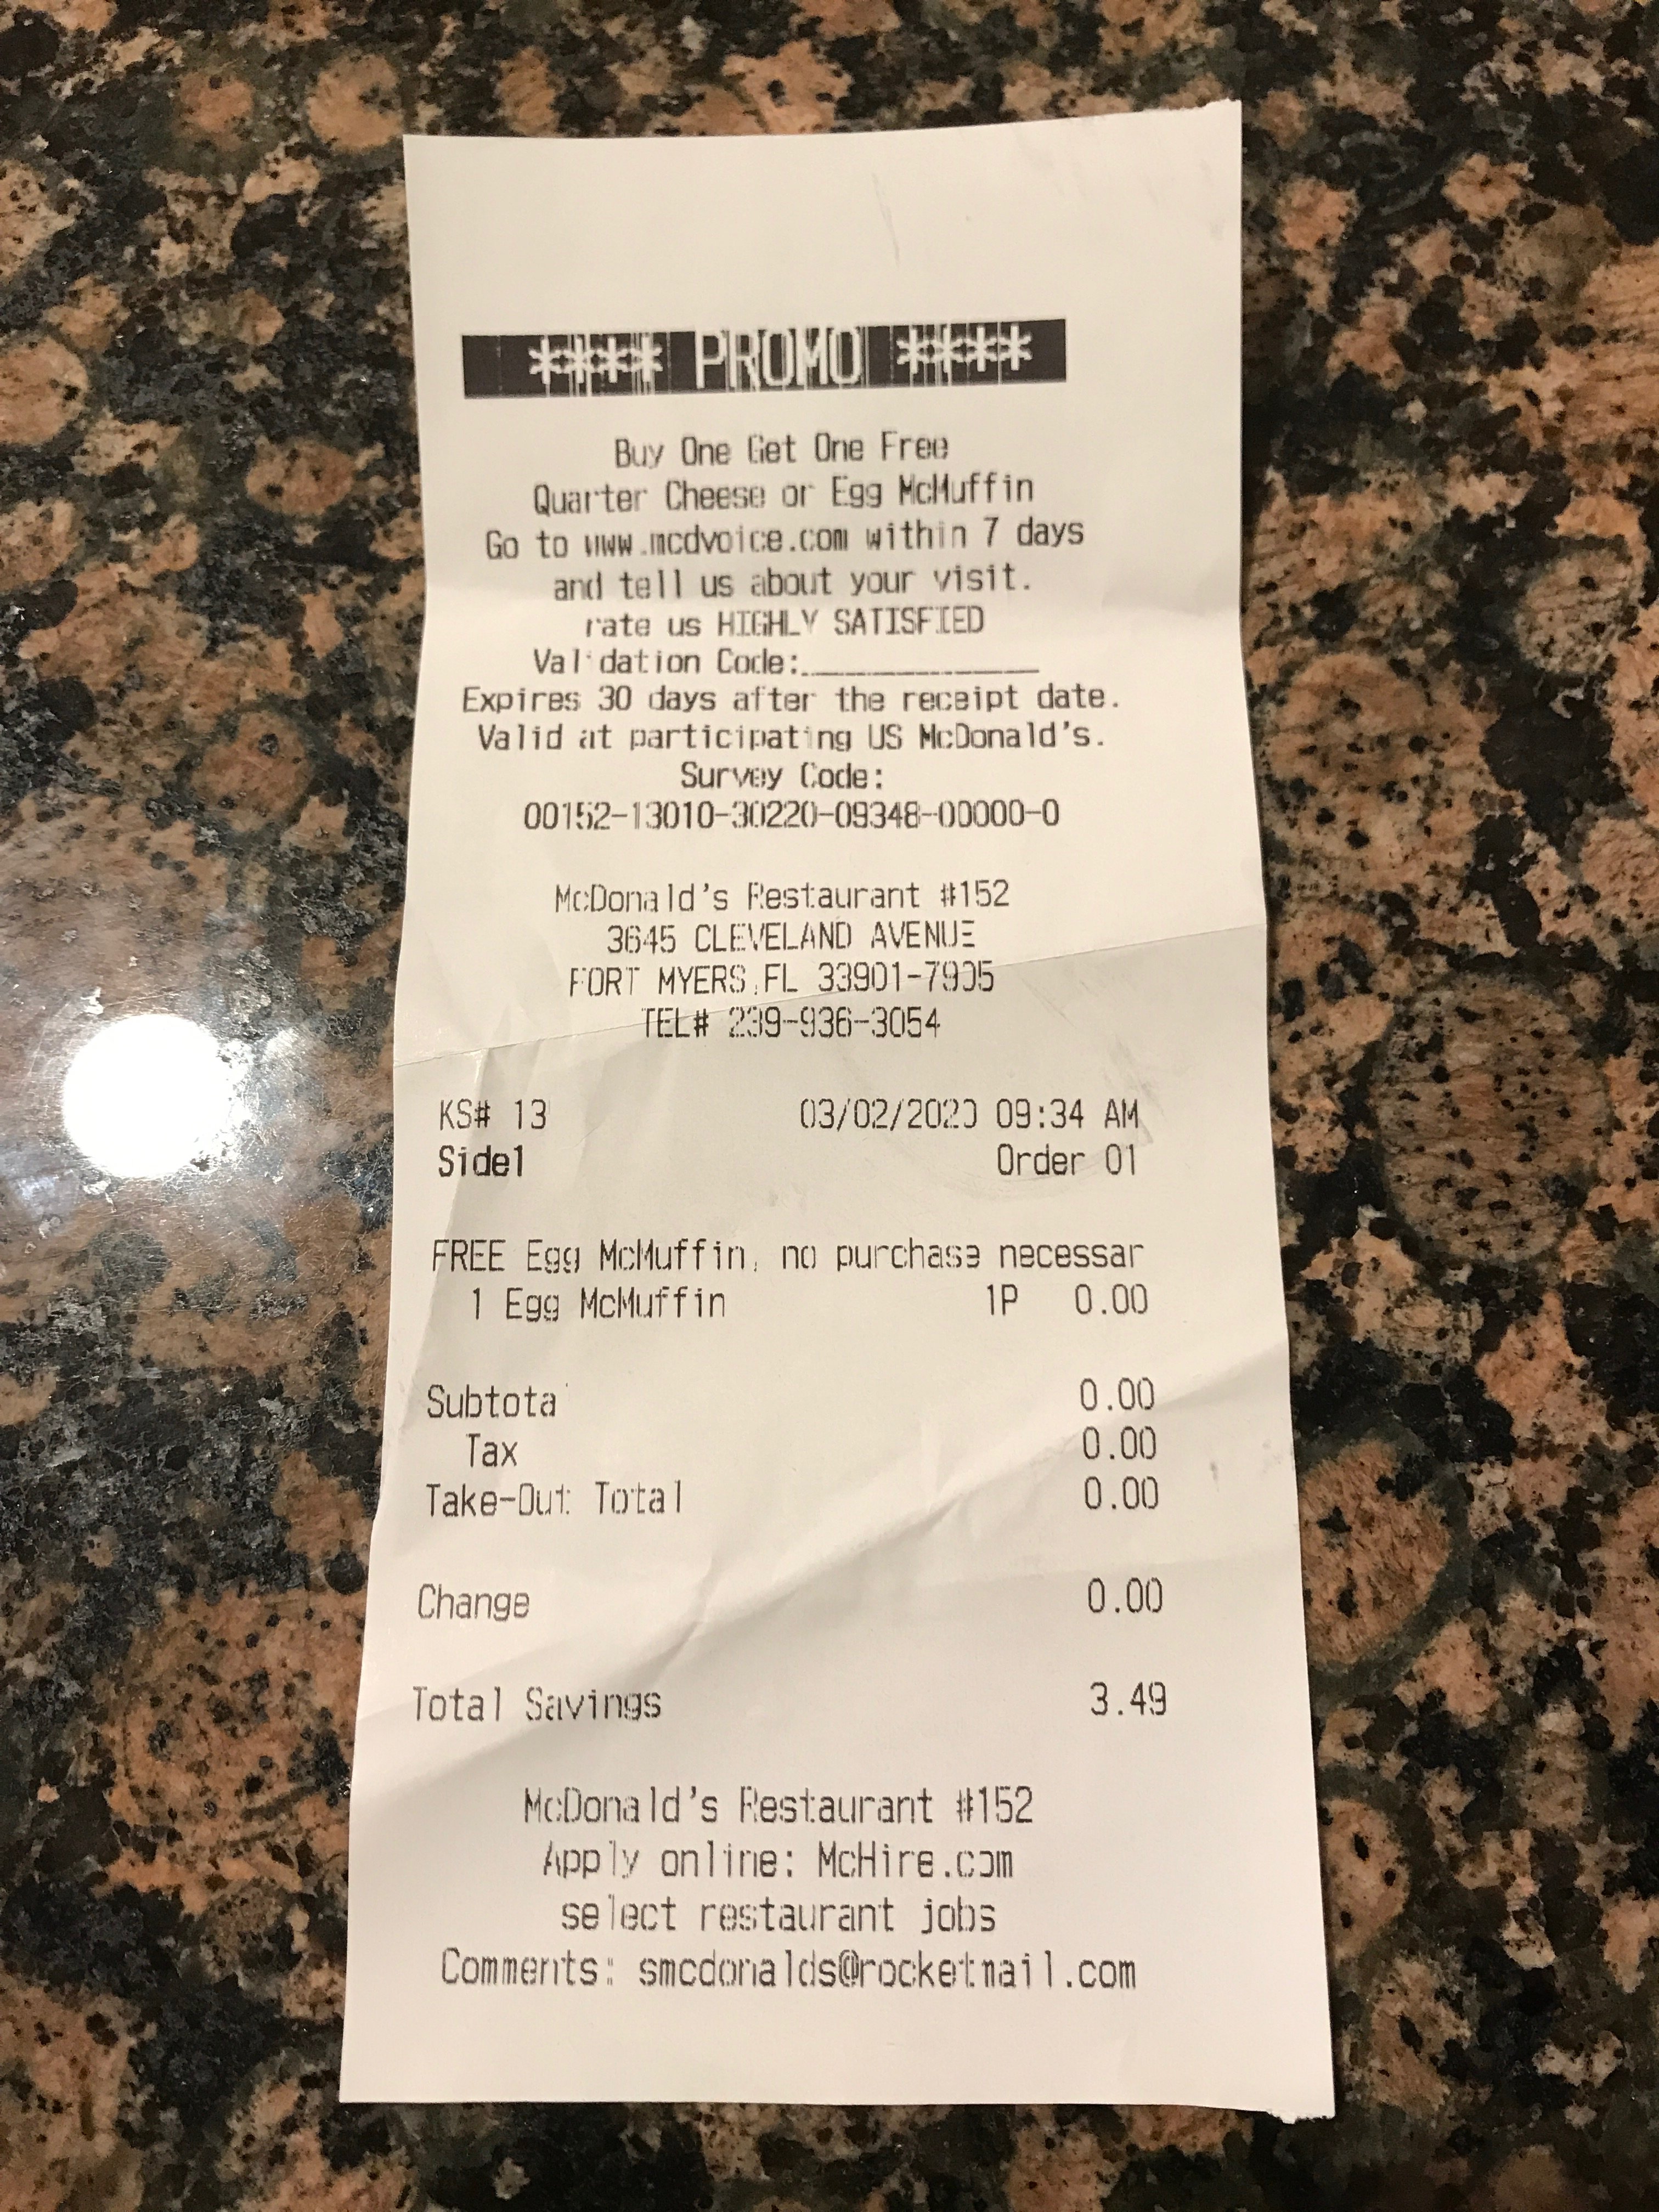 **** PROMO ****
Buy One Get One Free
Quarter Cheese or Egg McMuffin
Go to www.mcdvoice.com within 7 days
and tell us about your visit.
rate us HIGHLY SATISFIED
Validation Code:______________
Expires 30 days after the receipt date.
Valid at participating US McDonald's.
Survey Code:
00152-13010-30220-09348-00000-0
McDonald's Restaurant #152
3645 CLEVELAND AVENUE
FORT MYERS,FL 33901-7905
TEL# 239-936-3054
KS# 13 03/02/2020 09:34 AM
Side1 Order 01
FREE Egg McMuffin, no purchase necessar
1 Egg McMuffin 1P 0.00
Subtotal 0.00
Tax 0.00
Take-Out Total 0.00
Change 0.00
Total Savings 3.49
McDonald's Restaurant #152
Apply online: McHire.com
select restaurant jobs
Comments: smcdonalds@rocketmail.com